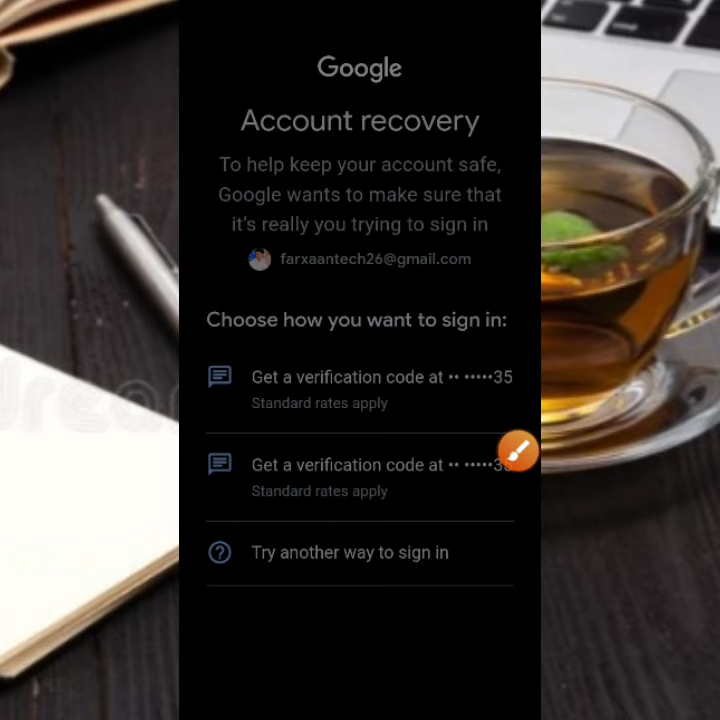 Google
Account recovery
To help keep your account safe,
Google wants to make sure that
it's really you trying to sign in
farxaantech26@gmail.com
Choose how you want to sign in:
Get a verification code at •• •••••35
Standard rates apply
Get a verification code at •• •••••
Standard rates apply
Try another way to sign in